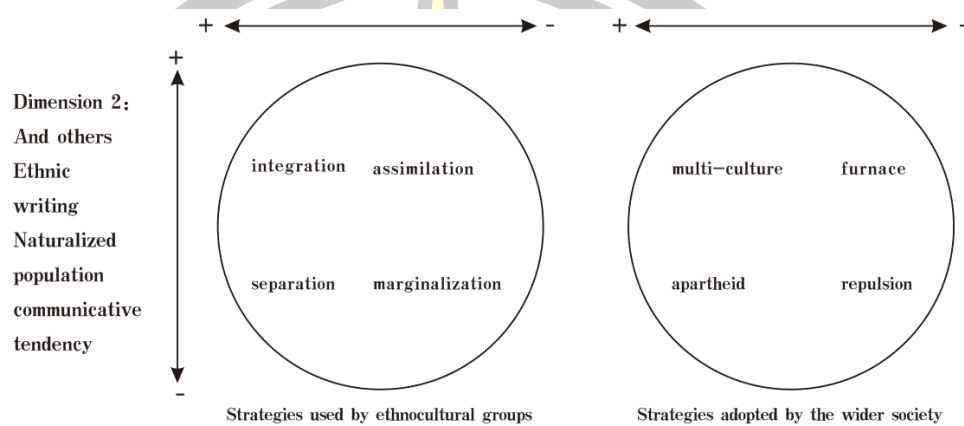 + - + -
+
Dimension 2:
And others
Ethnic
writing
Naturalized
population
communicative
tendency
-
integration assimilation
separation marginalization
multi-culture furnace
apartheid repulsion
Strategies used by ethnocultural groups
Strategies adopted by the wider society